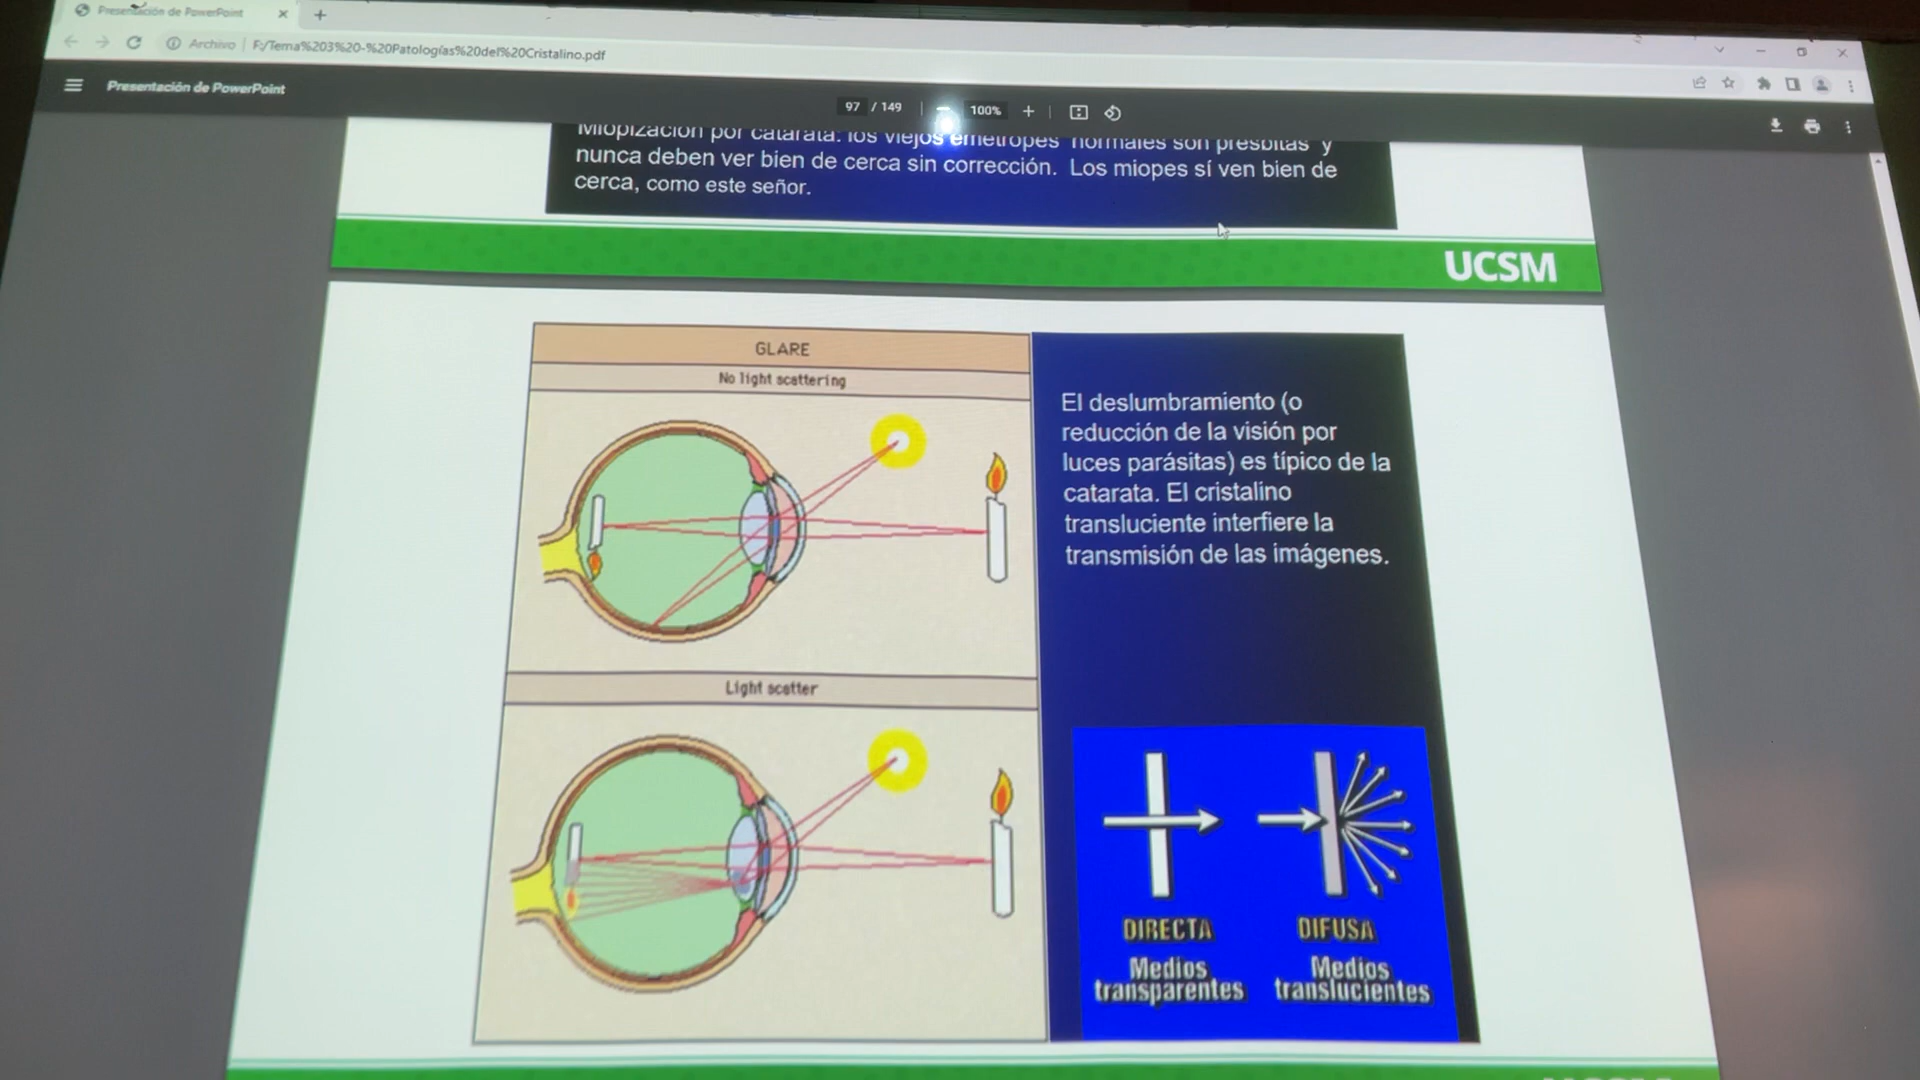 Presentación de PowerPoint
Archivo F:/Tema%203%20-%20Patologías%20del%20Cristalino.pdf
Presentación de PowerPoint
97 / 149
100%
Miopización por catarata: los viejos emétropes normales son présbitas y
nunca deben ver bien de cerca sin corrección. Los miopes sí ven bien de
cerca, como este señor.
UCSM
GLARE
No light scattering
El deslumbramiento (o
reducción de la visión por
luces parásitas) es típico de la
catarata. El cristalino
transluciente interfiere la
transmisión de las imágenes.
Light scatter
DIRECTA
Medios
transparentes
DIFUSA
Medios
translucientes